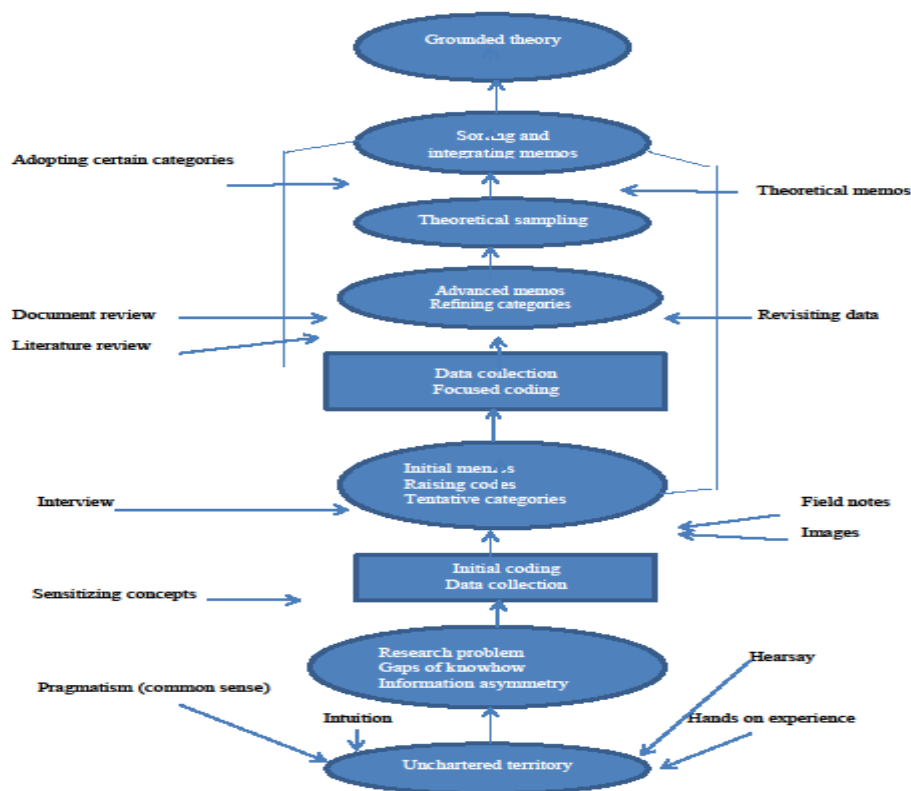 Grounded theory
Sorting and
integrating memos
Adopting certain categories
Theoretical memos
Theoretical sampling
Advanced memos
Refining categories
Document review
Revisiting data
Literature review
Data collection
Focused coding
Initial memos
Raising codes
Tentative categories
Interview
Field notes
Images
Initial coding
Data collection
Sensitizing concepts
Research problem
Gaps of knowhow
Information asymmetry
Hearsay
Pragmatism (common sense)
Intuition
Hands on experience
Unchartered territory